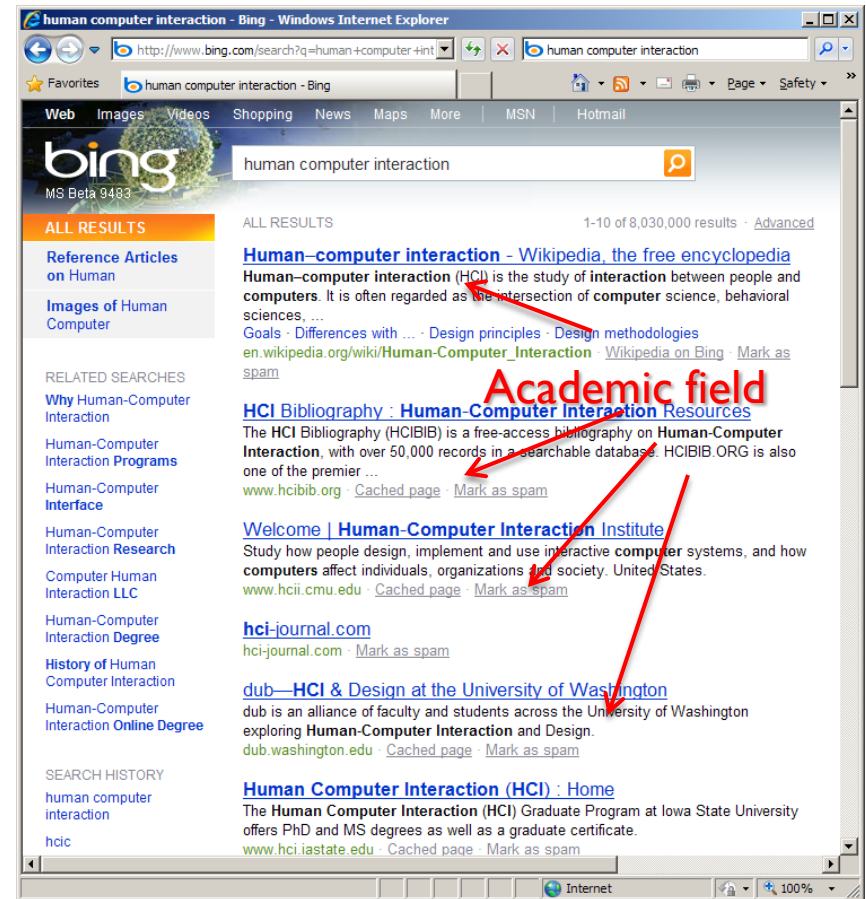 human computer interaction - Bing - Windows Internet Explorer
http://www.bing.com/search?q=human+computer+int
human computer interaction
Favorites
human computer interaction - Bing
Page
Safety
»
Web Images Videos Shopping News Maps More | MSN | Hotmail
bing
MS Beta 9483
human computer interaction
ALL RESULTS
Reference Articles
on Human
Images of Human
Computer
RELATED SEARCHES
Why Human-Computer
Interaction
Human-Computer
Interaction Programs
Human-Computer
Interface
Human-Computer
Interaction Research
Computer Human
Interaction LLC
Human-Computer
Interaction Degree
History of Human
Computer Interaction
Human-Computer
Interaction Online Degree
SEARCH HISTORY
human computer
interaction
hcic
ALL RESULTS
1-10 of 8,030,000 results · Advanced
Human–computer interaction - Wikipedia, the free encyclopedia
Human–computer interaction (HCI) is the study of interaction between people and
computers. It is often regarded as the intersection of computer science, behavioral
sciences, ...
Goals · Differences with ... · Design principles · Design methodologies
en.wikipedia.org/wiki/Human-Computer_Interaction · Wikipedia on Bing · Mark as
spam
Academic field
HCI Bibliography : Human-Computer Interaction Resources
The HCI Bibliography (HCIBIB) is a free-access bibliography on Human-Computer
Interaction, with over 50,000 records in a searchable database. HCIBIB.ORG is also
one of the premier ...
www.hcibib.org · Cached page · Mark as spam
Welcome | Human-Computer Interaction Institute
Study how people design, implement and use interactive computer systems, and how
computers affect individuals, organizations and society. United States.
www.hcii.cmu.edu · Cached page · Mark as spam
hci-journal.com
hci-journal.com · Mark as spam
dub—HCI & Design at the University of Washington
dub is an alliance of faculty and students across the University of Washington
exploring Human-Computer Interaction and Design.
dub.washington.edu · Cached page · Mark as spam
Human Computer Interaction (HCI) : Home
The Human Computer Interaction (HCI) Graduate Program at Iowa State University
offers PhD and MS degrees as well as a graduate certificate.
www.hci.iastate.edu · Cached page · Mark as spam
Internet
100%